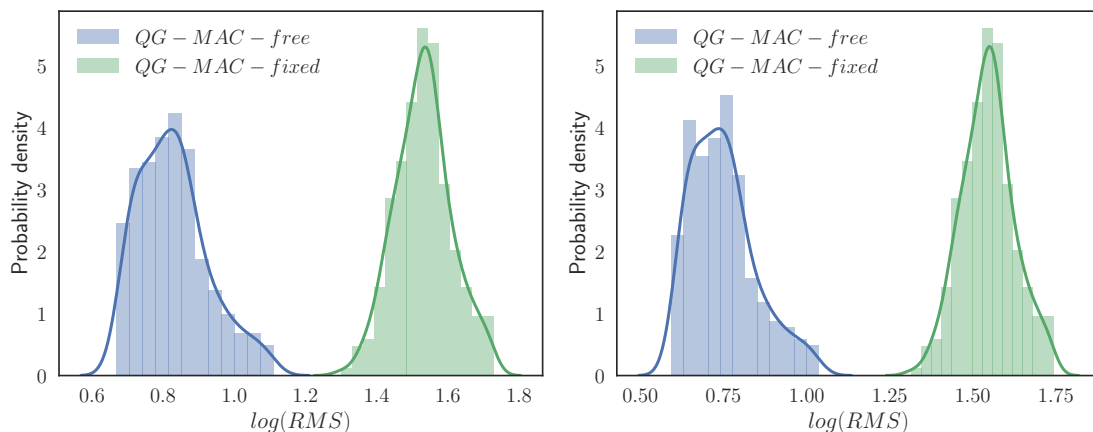 QG − MAC − free
QG − MAC − fixed
Probability density
5
4
3
2
1
0
0.6 0.8 1.0 1.2 1.4 1.6 1.8
log(RMS)
QG − MAC − free
QG − MAC − fixed
Probability density
5
4
3
2
1
0
0.50 0.75 1.00 1.25 1.50 1.75
log(RMS)